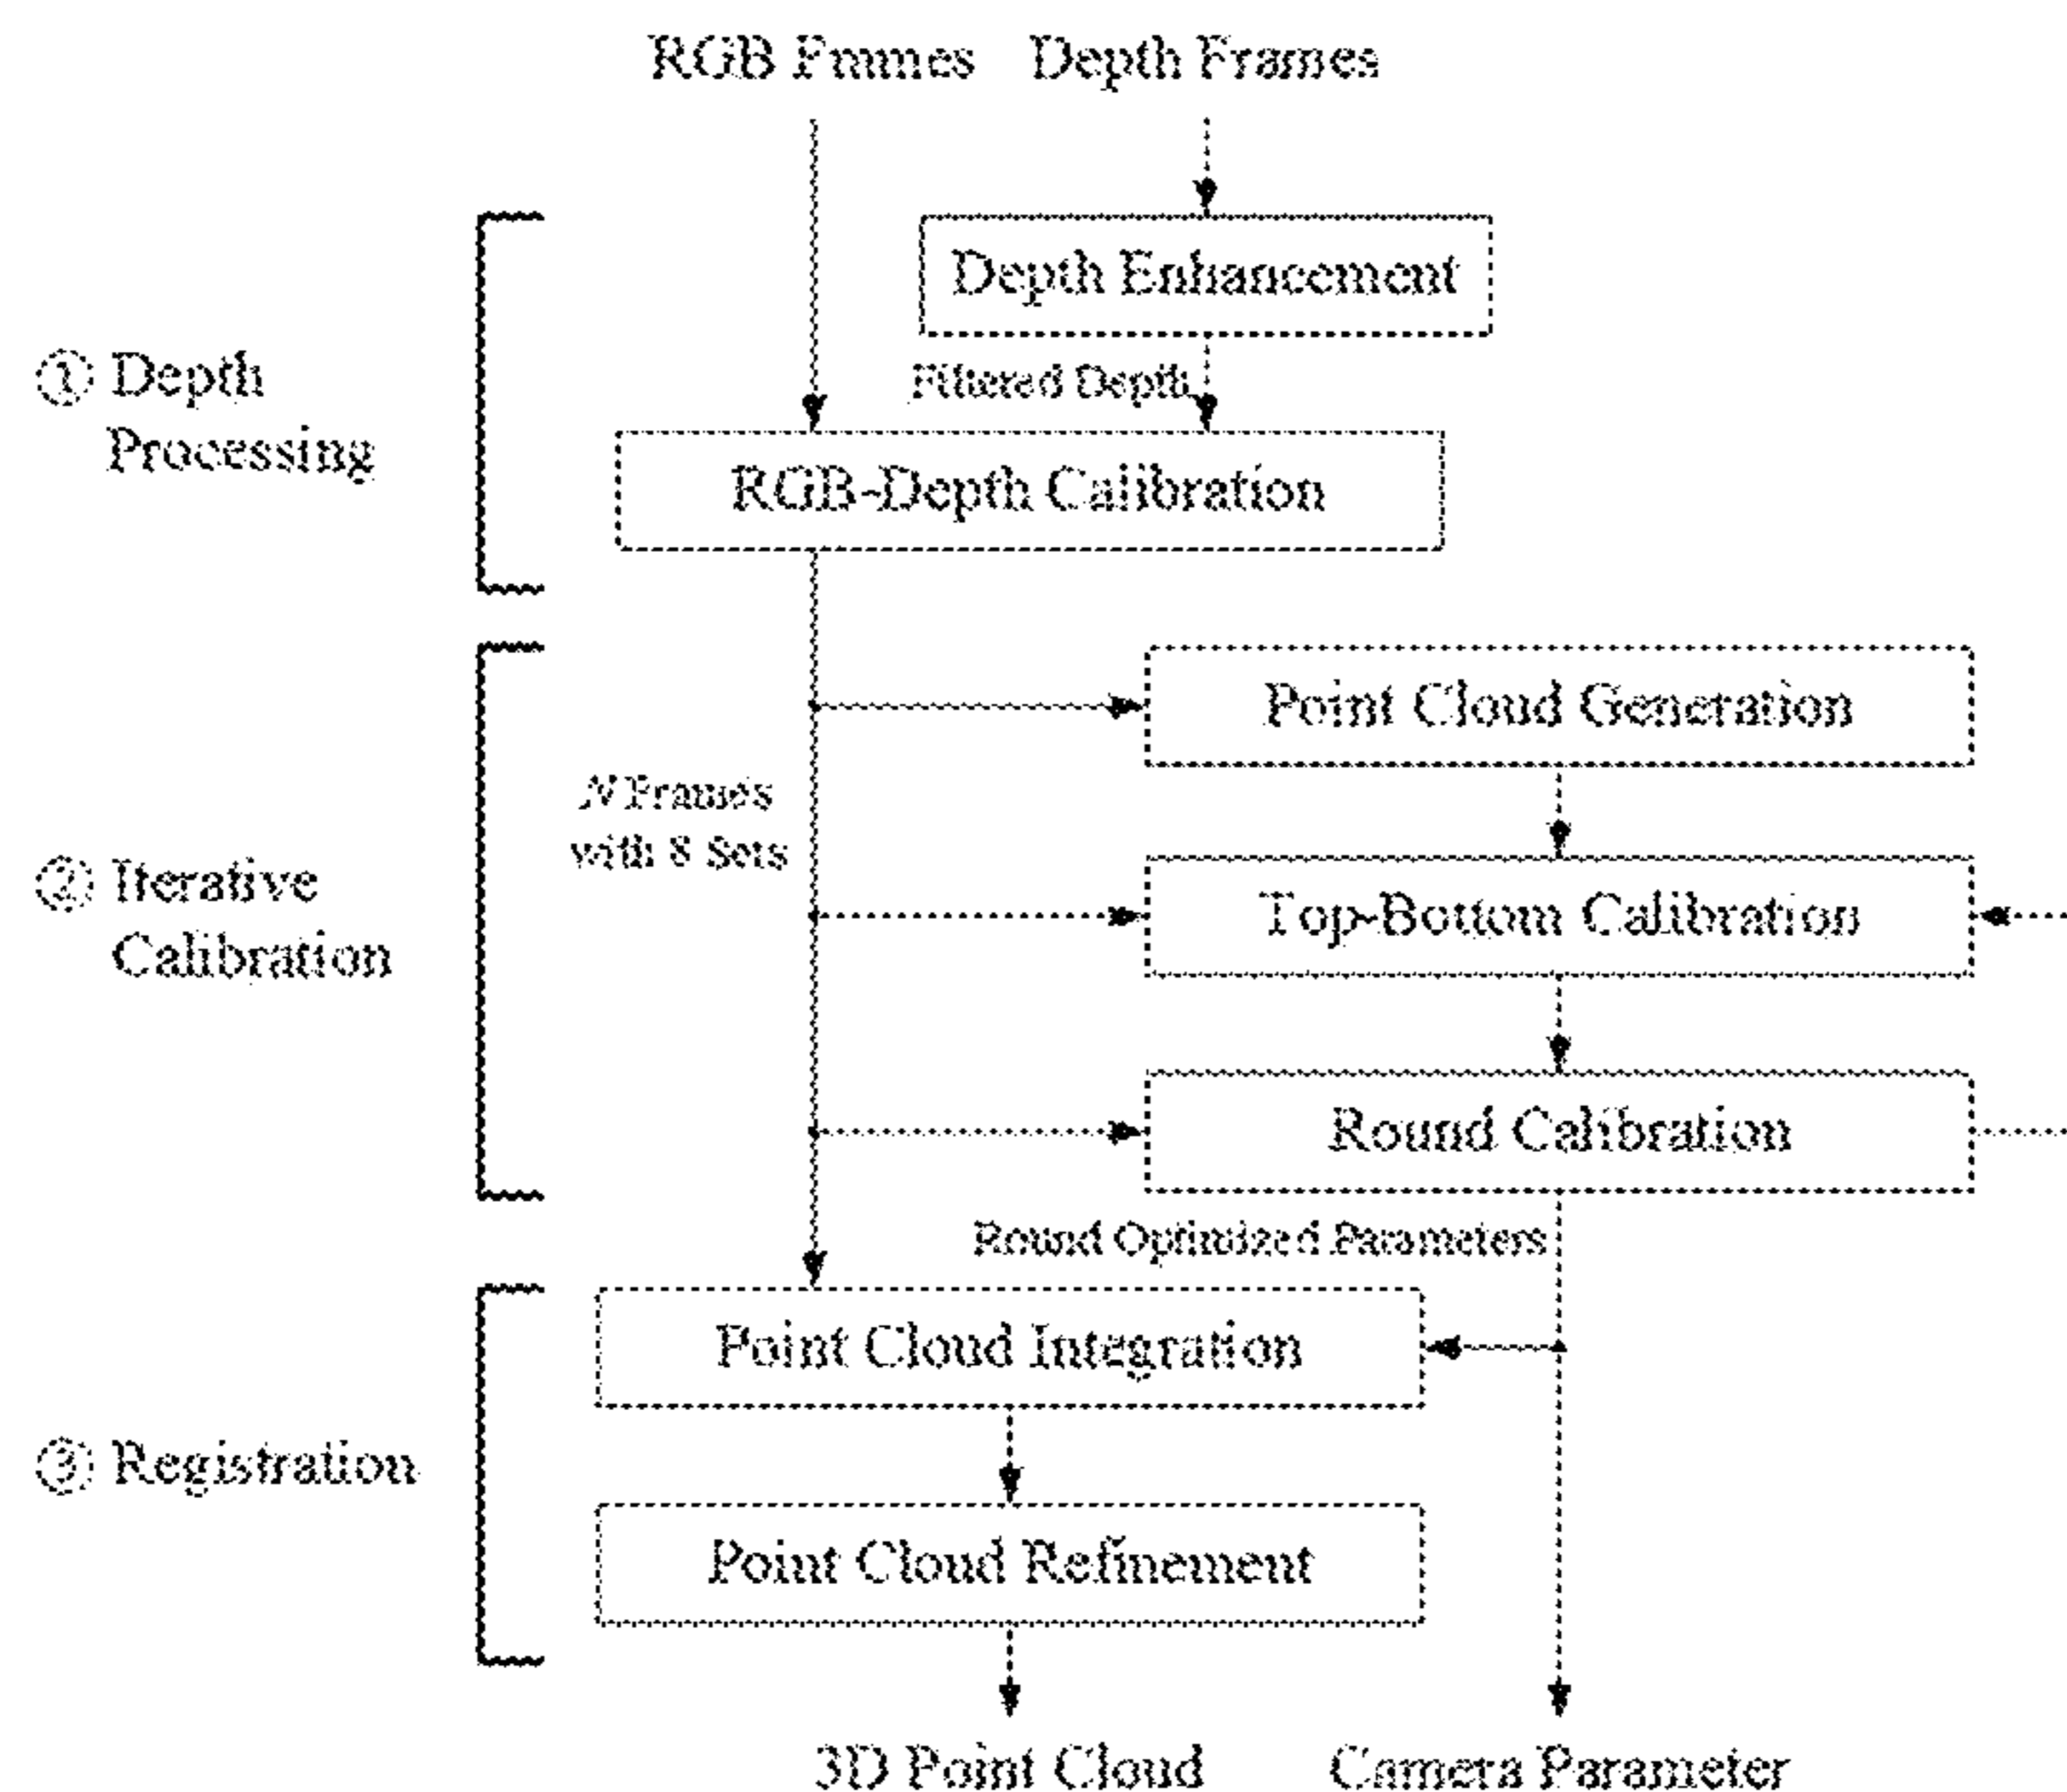 RGB Frames Depth Frames
Depth Enhancement
① Depth
Processing
Filtered Depth
RGB-Depth Calibration
Point Cloud Generation
N Frames
with 8 Sets
② Iterative
Calibration
Top-Bottom Calibration
Round Calibration
Round Optimized Parameters
Point Cloud Integration
③ Registration
Point Cloud Refinement
3D Point Cloud Camera Parameter